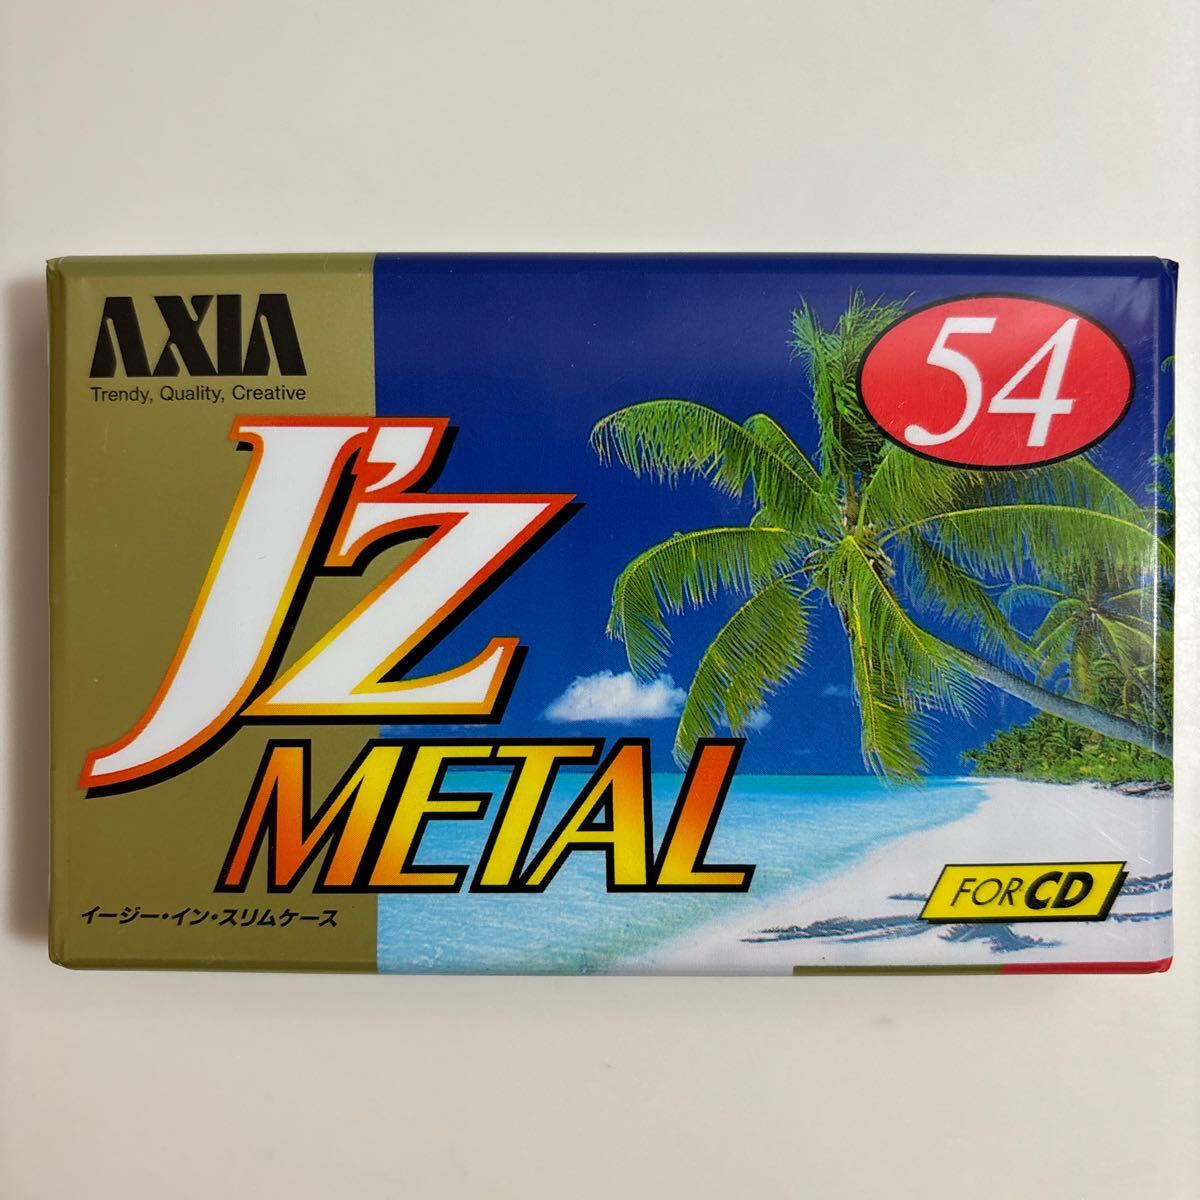 AXIA
Trendy, Quality, Creative
54
J'z
METAL
FOR CD
イージー・イン・スリムケース